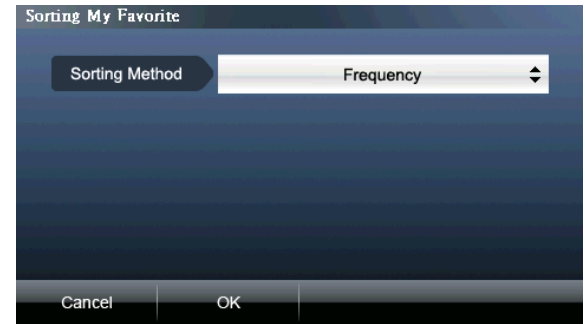 Sorting My Favorite
Sorting Method
Frequency
Cancel
OK